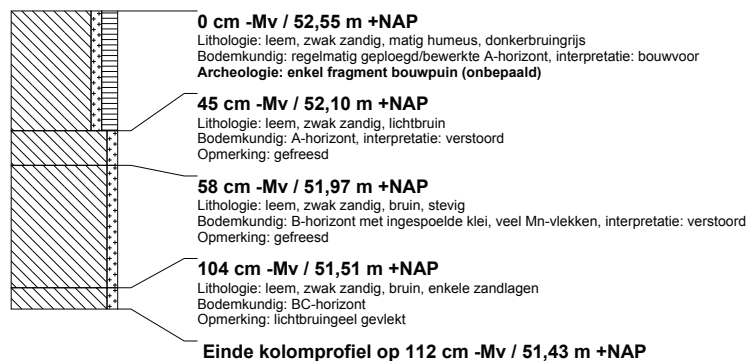 0 cm -Mv / 52,55 m +NAP
Lithologie: leem, zwak zandig, matig humeus, donkerbruingrijs
Bodemkundig: regelmatig geploegd/bewerkte A-horizont, interpretatie: bouwvoor
Archeologie: enkel fragment bouwpuin (onbepaald)
45 cm -Mv / 52,10 m +NAP
Lithologie: leem, zwak zandig, lichtbruin
Bodemkundig: A-horizont, interpretatie: verstoord
Opmerking: gefreesd
58 cm -Mv / 51,97 m +NAP
Lithologie: leem, zwak zandig, bruin, stevig
Bodemkundig: B-horizont met ingespoelde klei, veel Mn-vlekken, interpretatie: verstoord
Opmerking: gefreesd
104 cm -Mv / 51,51 m +NAP
Lithologie: leem, zwak zandig, bruin, enkele zandlagen
Bodemkundig: BC-horizont
Opmerking: lichtbruingeel gevlekt
Einde kolomprofiel op 112 cm -Mv / 51,43 m +NAP